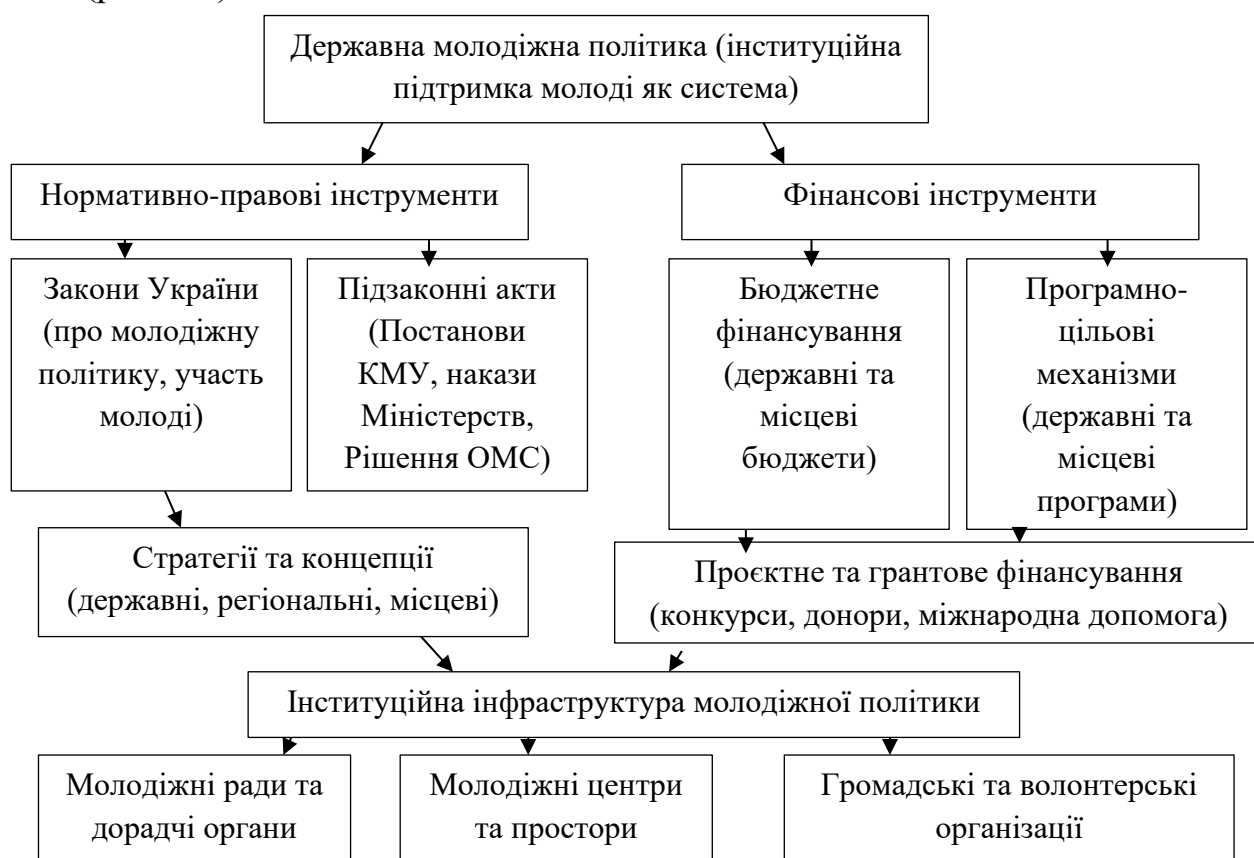 Державна молодіжна політика (інституційна
підтримка молоді як система)
Нормативно-правові інструменти
Фінансові інструменти
Закони України
(про молодіжну
політику, участь
молоді)
Підзаконні акти
(Постанови
КМУ, накази
Міністерств,
Рішення ОМС)
Бюджетне
фінансування
(державні та
місцеві
бюджети)
Програмно-
цільові
механізми
(державні та
місцеві
програми)
Стратегії та концепції
(державні, регіональні, місцеві)
Проєктне та грантове фінансування
(конкурси, донори, міжнародна допомога)
Інституційна інфраструктура молодіжної політики
Молодіжні ради та
дорадчі органи
Молодіжні центри
та простори
Громадські та волонтерські
організації